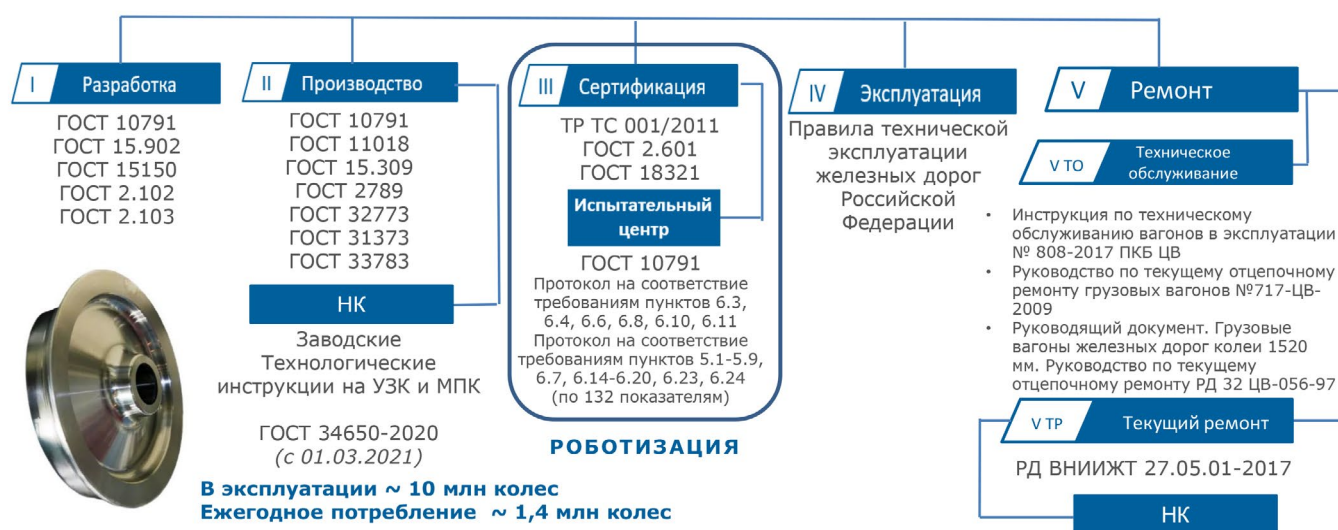 I
Разработка
ГОСТ 10791
ГОСТ 15.902
ГОСТ 15150
ГОСТ 2.102
ГОСТ 2.103
II
Производство
ГОСТ 10791
ГОСТ 11018
ГОСТ 15.309
ГОСТ 2789
ГОСТ 32773
ГОСТ 31373
ГОСТ 33783
НК
Заводские
Технологические
инструкции на УЗК и МПК
ГОСТ 34650-2020
(с 01.03.2021)
III
Сертификация
ТР ТС 001/2011
ГОСТ 2.601
ГОСТ 18321
Испытательный
центр
ГОСТ 10791
Протокол на соответствие
требованиям пунктов 6.3,
6.4, 6.6, 6.8, 6.10, 6.11
Протокол на соответствие
требованиям пунктов 5.1-5.9,
6.7, 6.14-6.20, 6.23, 6.24
(по 132 показателям)
РОБОТИЗАЦИЯ
IV
Эксплуатация
Правила технической
эксплуатации
железных дорог
Российской
Федерации
V
Ремонт
V ТО
Техническое
обслуживание
• Инструкция по техническому
обслуживанию вагонов в эксплуатации
№ 808-2017 ПКБ ЦВ
• Руководство по текущему отцепочному
ремонту грузовых вагонов №717-ЦВ-
2009
• Руководящий документ. Грузовые
вагоны железных дорог колеи 1520
мм. Руководство по текущему
отцепочному ремонту РД 32 ЦВ-056-97
V ТР
Текущий ремонт
РД ВНИИЖТ 27.05.01-2017
НК
В эксплуатации ~ 10 млн колес
Ежегодное потребление ~ 1,4 млн колес